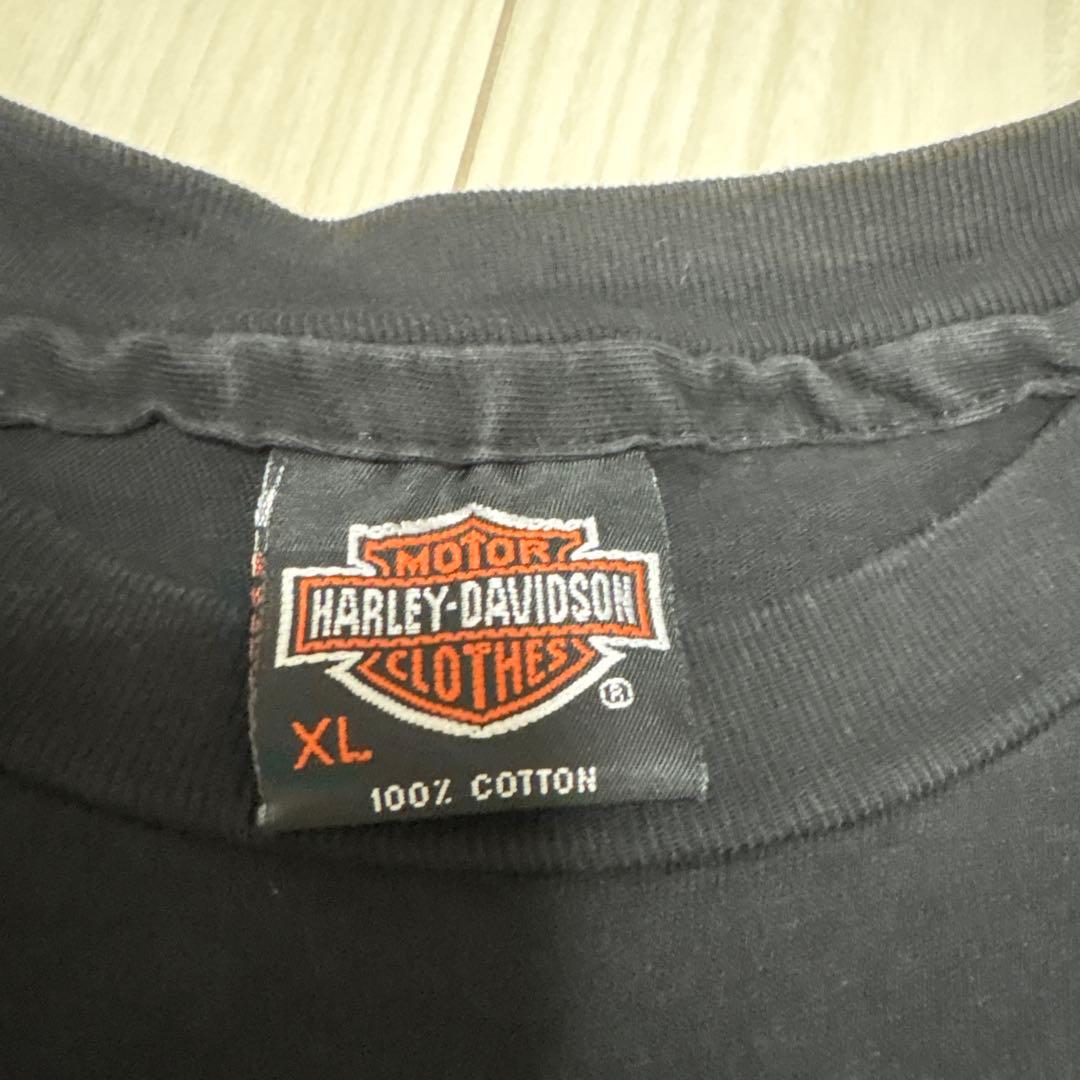 MOTOR
HARLEY-DAVIDSON
CLOTHES
®
XL
100% COTTON